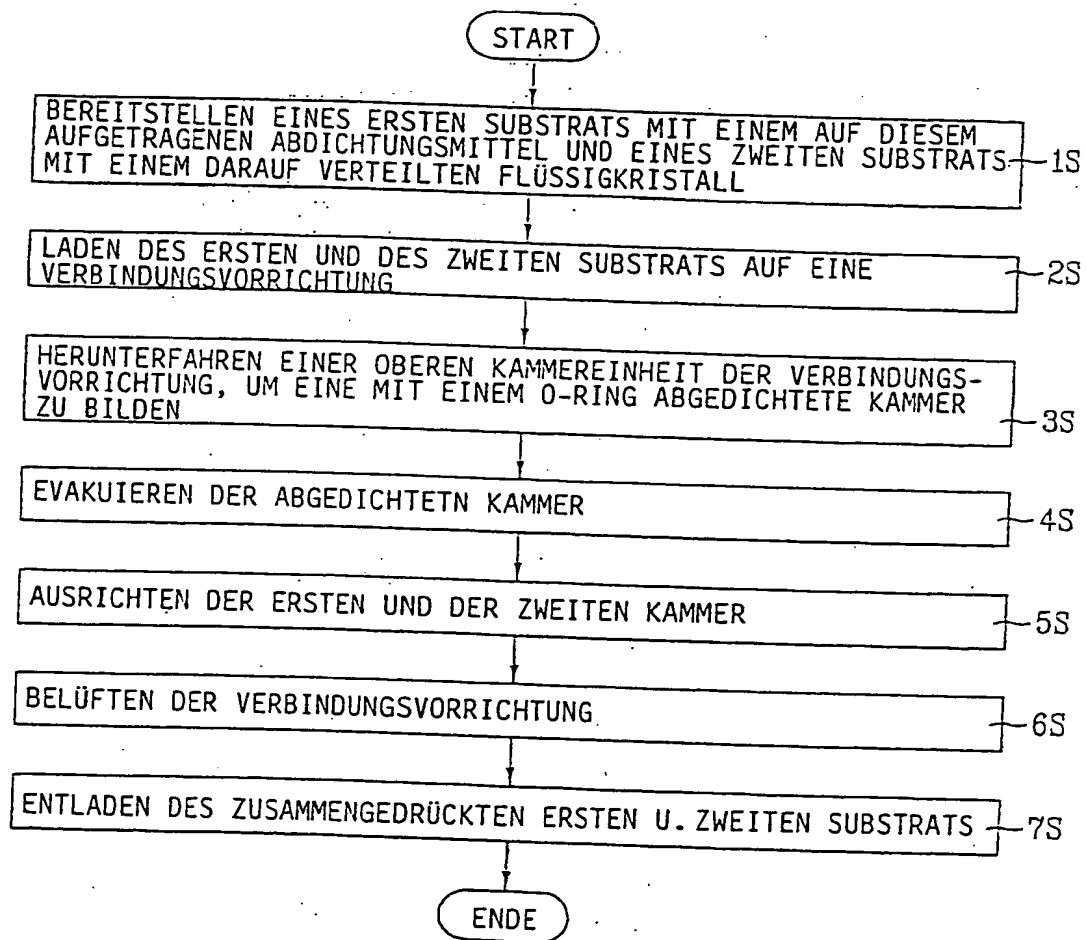 START
BEREITSTELLEN EINES ERSTEN SUBSTRATS MIT EINEM AUF DIESEM
AUFGETRAGENEN ABDICHTUNGSMITTEL UND EINES ZWEITEN SUBSTRATS
MIT EINEM DARAUF VERTEILTEN FLÜSSIGKRISTALL
1S
LADEN DES ERSTEN UND DES ZWEITEN SUBSTRATS AUF EINE
VERBINDUNGSVORRICHTUNG
2S
HERUNTERFAHREN EINER OBEREN KAMMEREINHEIT DER VERBINDUNGS-
VORRICHTUNG, UM EINE MIT EINEM O-RING ABGEDICHTETE KAMMER
ZU BILDEN
3S
EVAKUIEREN DER ABGEDICHTETN KAMMER
4S
AUSRICHTEN DER ERSTEN UND DER ZWEITEN KAMMER
5S
BELÜFTEN DER VERBINDUNGSVORRICHTUNG
6S
ENTLADEN DES ZUSAMMENGEDRÜCKTEN ERSTEN U. ZWEITEN SUBSTRATS
7S
ENDE